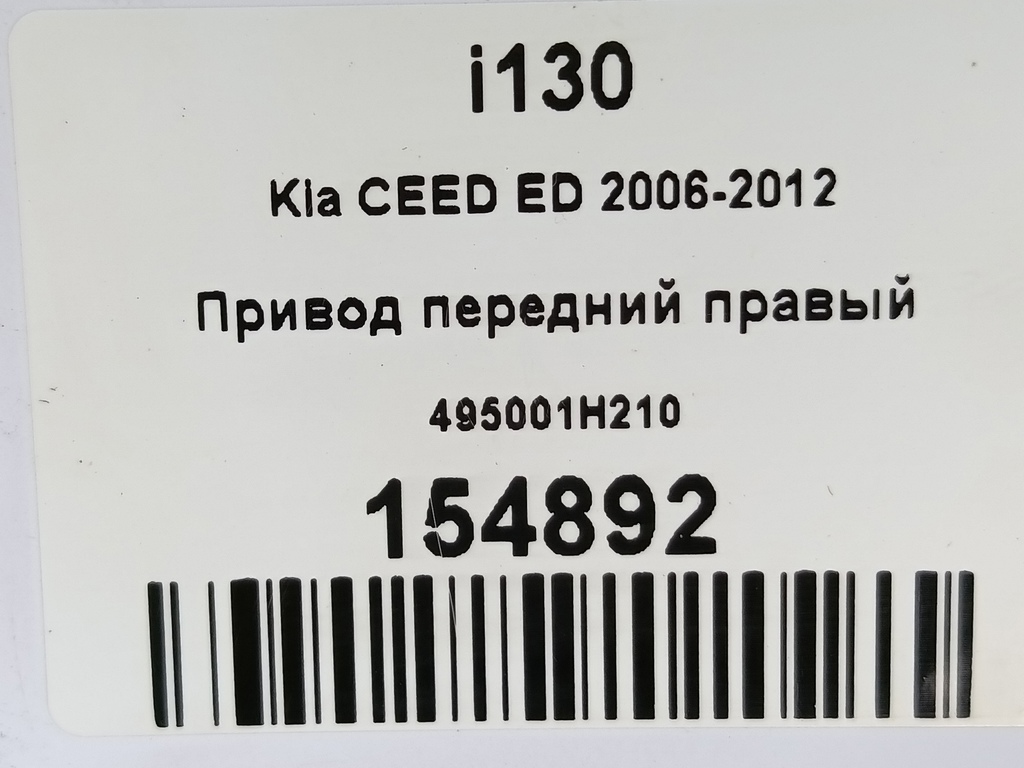 i130
Kia CEED ED 2006-2012
Привод передний правый
495001H210
154892